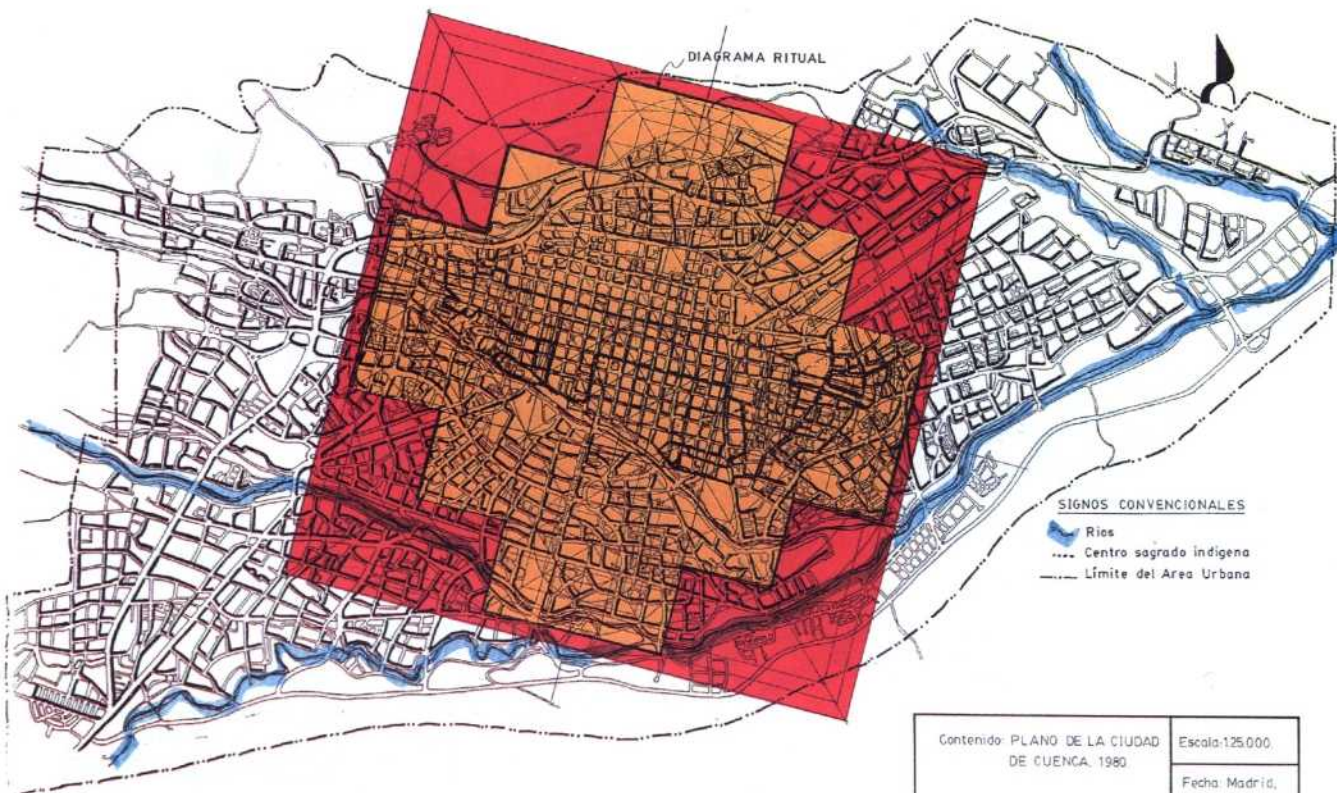 DIAGRAMA RITUAL
SIGNOS CONVENCIONALES
Rios
Centro sagrado indigena
Límite del Area Urbana
Contenido: PLANO DE LA CIUDAD
DE CUENCA. 1980
Escala:1:25.000.
Fecha: Madrid,